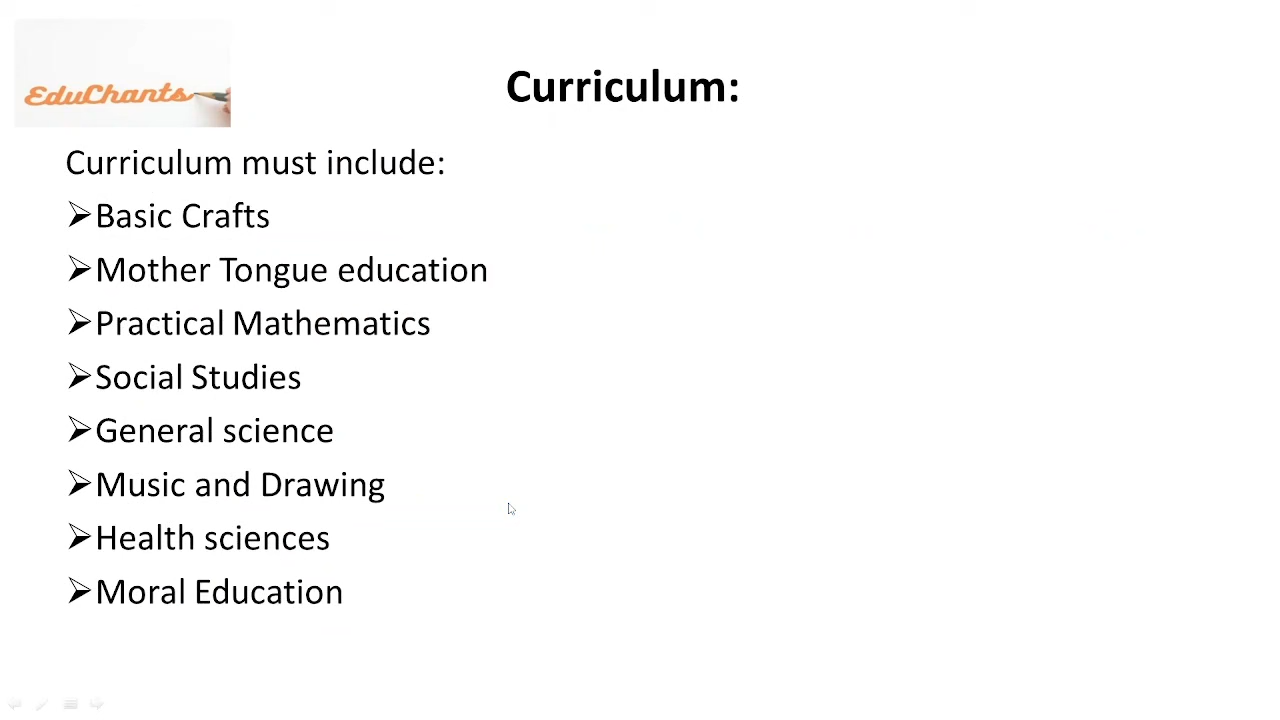 EduChants
Curriculum:
Curriculum must include:
➢Basic Crafts
➢Mother Tongue education
➢Practical Mathematics
➢Social Studies
➢General science
➢Music and Drawing
➢Health sciences
➢Moral Education